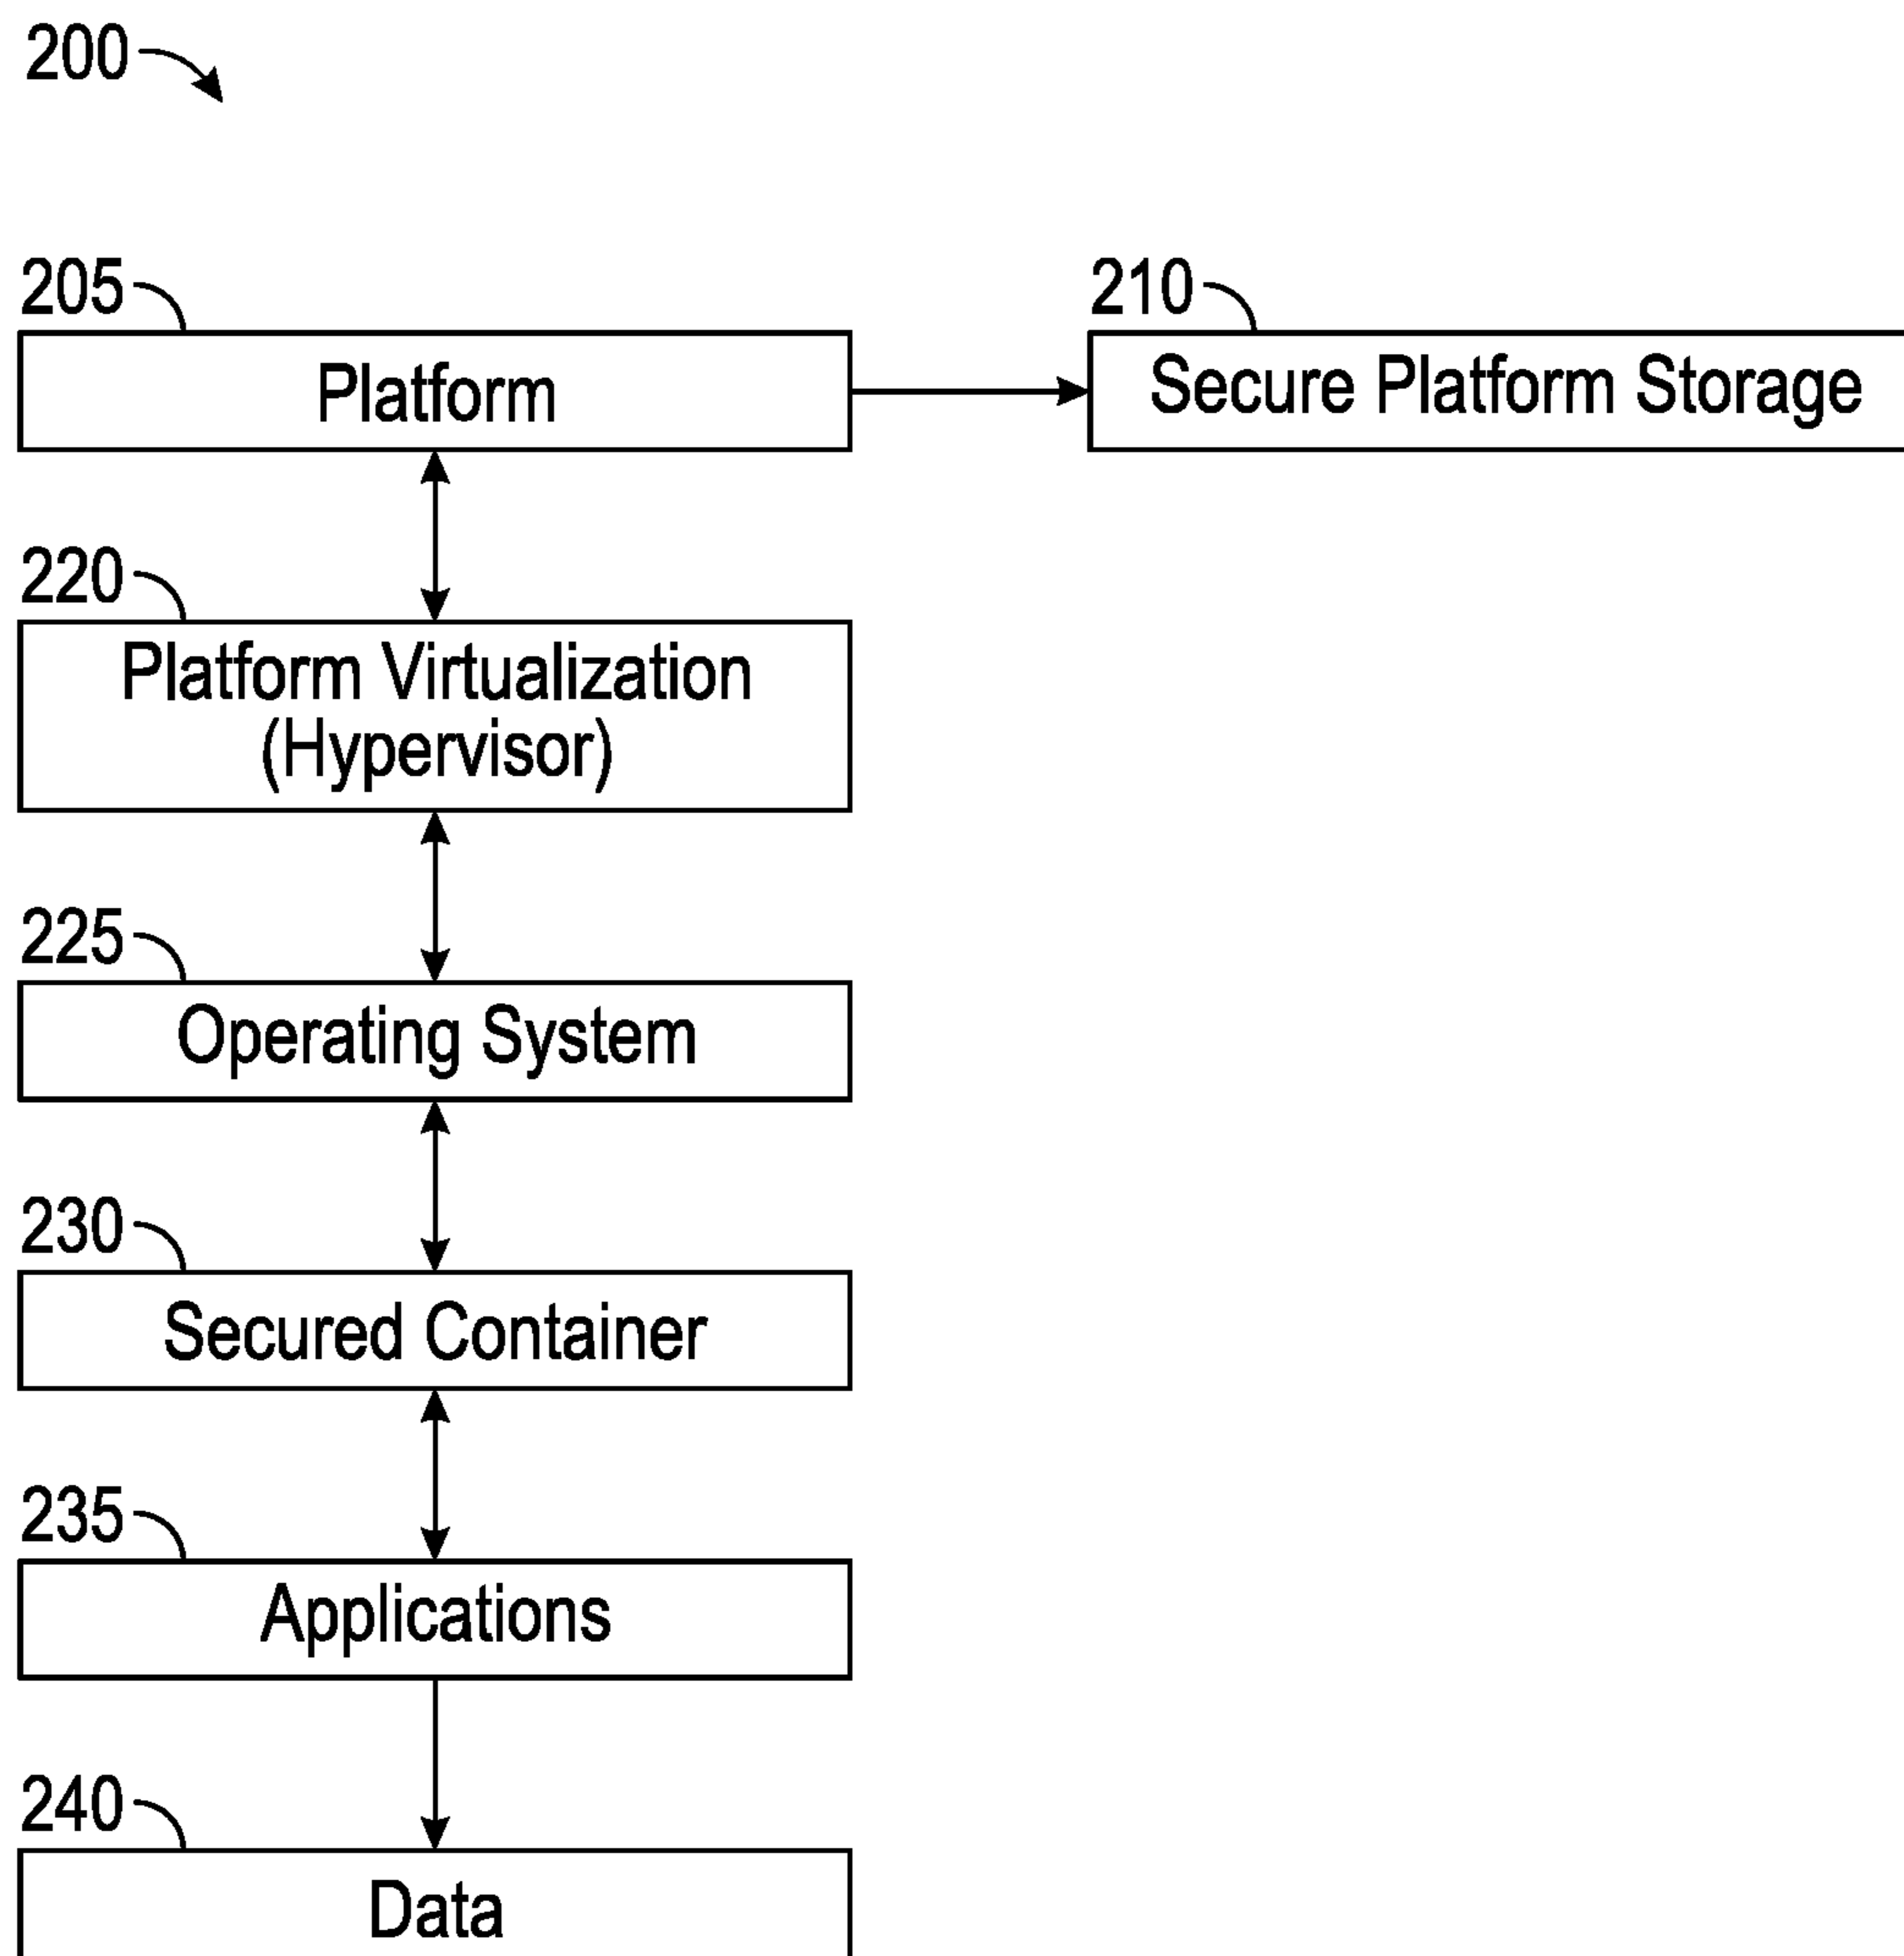 200
205
Platform
210
Secure Platform Storage
220
Platform Virtualization
(Hypervisor)
225
Operating System
230
Secured Container
235
Applications
240
Data